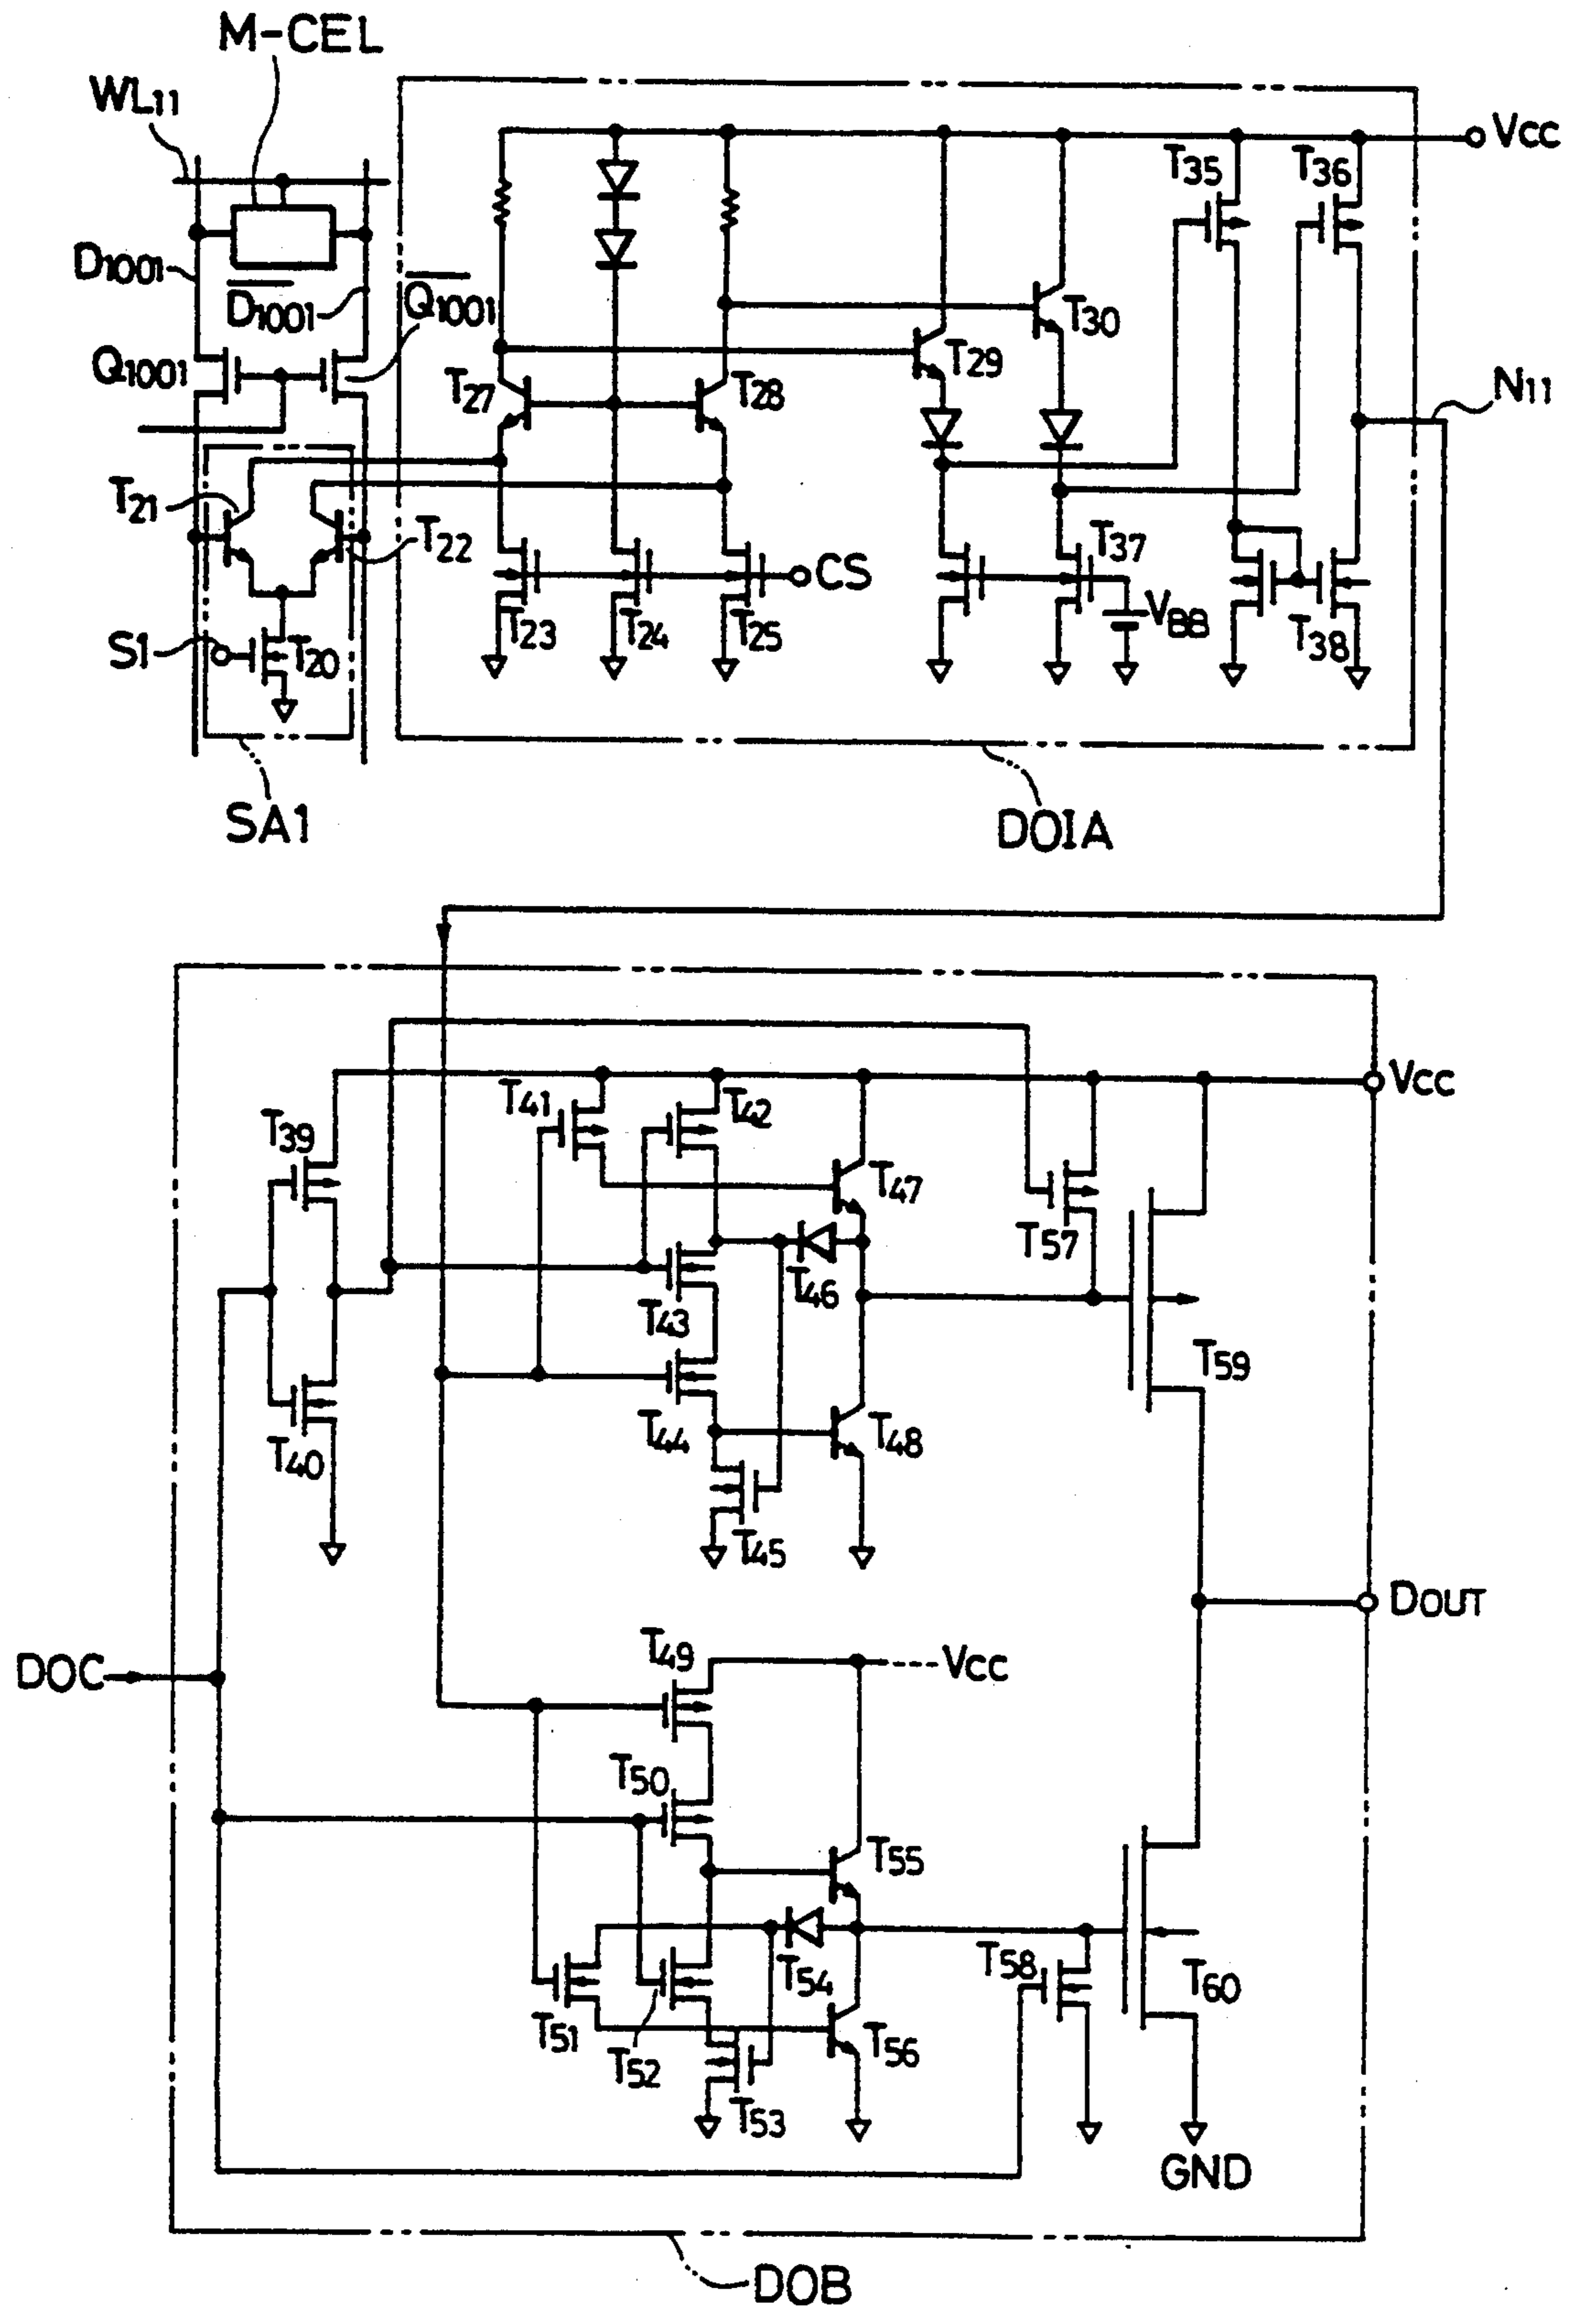 M-CEL
WL11
Vcc
T35
T36
D1001
D1001
Q1001
Q1001
T30
T29
T27
T28
N11
T21
T22
T37
CS
VBB
S1
T20
T23
T24
T25
T38
SA1
DOIA
Vcc
T41
T42
T39
T47
T57
T46
T43
T59
T44
T48
T40
T45
DOUT
T49
DOC
Vcc
T50
T55
T58
T54
T60
T51
T52
T56
T53
GND
DOB